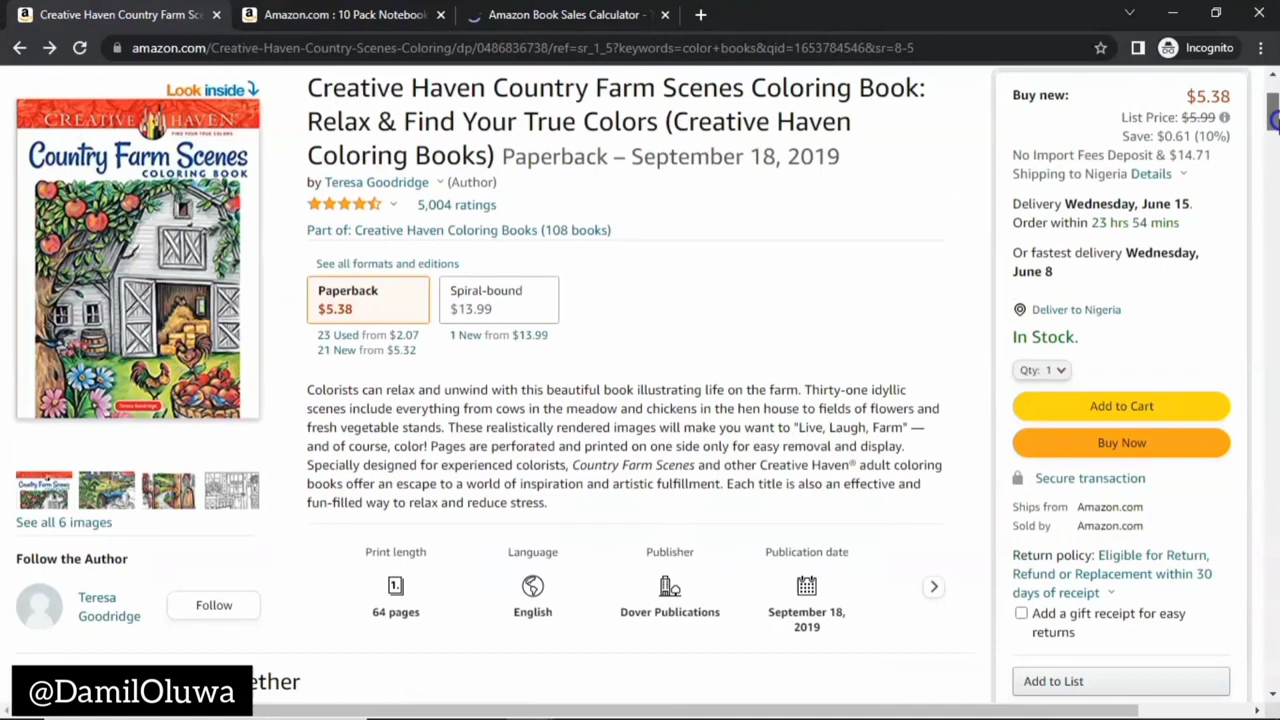 Creative Haven Country Farm Sce
Amazon.com : 10 Pack Notebook
Amazon Book Sales Calculator -
amazon.com/Creative-Haven-Country-Scenes-Coloring/dp/0486836738/ref=sr_1_5?keywords=color+books&qid=1653784546&sr=8-5
Incognito
Look inside
CREATIVE HAVEN
FIND YOUR TRUE COLORS
Country Farm Scenes
COLORING BOOK
Teresa Goodridge
See all 6 images
Follow the Author
Teresa
Goodridge
Follow
Creative Haven Country Farm Scenes Coloring Book:
Relax & Find Your True Colors (Creative Haven
Coloring Books) Paperback – September 18, 2019
by Teresa Goodridge (Author)
5,004 ratings
Part of: Creative Haven Coloring Books (108 books)
See all formats and editions
Paperback
$5.38
Spiral-bound
$13.99
23 Used from $2.07
21 New from $5.32
1 New from $13.99
Colorists can relax and unwind with this beautiful book illustrating life on the farm. Thirty-one idyllic
scenes include everything from cows in the meadow and chickens in the hen house to fields of flowers and
fresh vegetable stands. These realistically rendered images will make you want to "Live, Laugh, Farm" —
and of course, color! Pages are perforated and printed on one side only for easy removal and display.
Specially designed for experienced colorists, Country Farm Scenes and other Creative Haven® adult coloring
books offer an escape to a world of inspiration and artistic fulfillment. Each title is also an effective and
fun-filled way to relax and reduce stress.
Print length
64 pages
Language
English
Publisher
Dover Publications
Publication date
September 18,
2019
Buy new:
$5.38
List Price: $5.99
Save: $0.61 (10%)
No Import Fees Deposit & $14.71
Shipping to Nigeria Details
Delivery Wednesday, June 15.
Order within 23 hrs 54 mins
Or fastest delivery Wednesday,
June 8
Deliver to Nigeria
In Stock.
Qty: 1
Add to Cart
Buy Now
Secure transaction
Ships from Amazon.com
Sold by Amazon.com
Return policy: Eligible for Return,
Refund or Replacement within 30
days of receipt
Add a gift receipt for easy
returns
Add to List
@DamilOluwa
ether